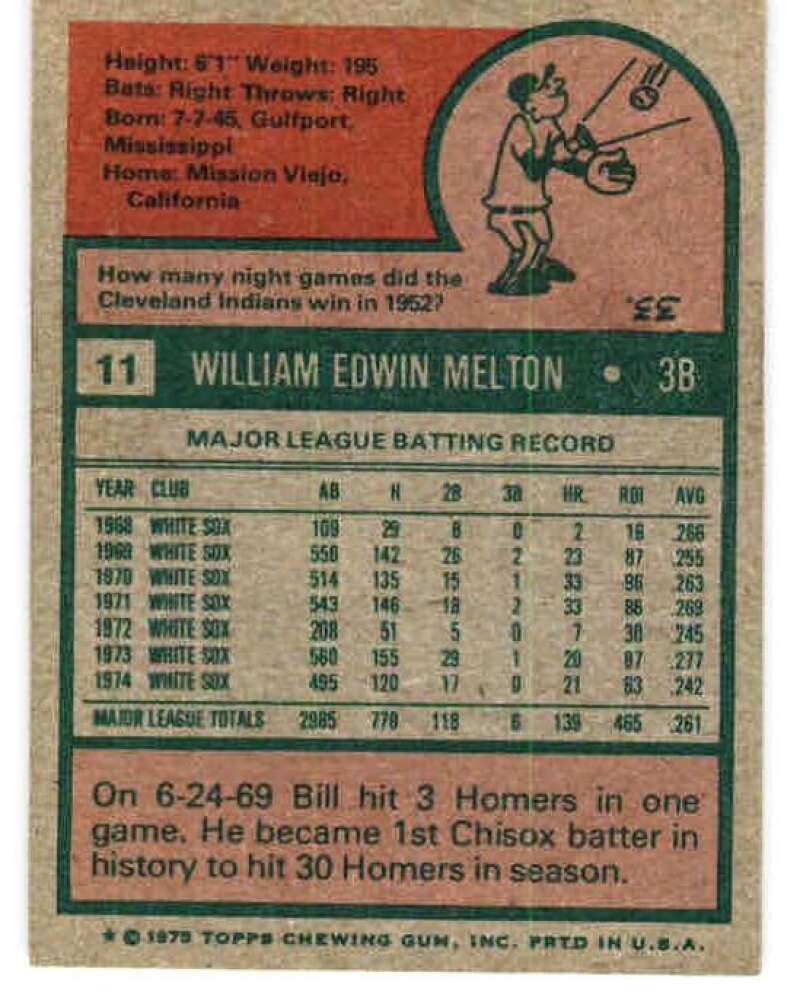 Height: 6'1" Weight: 195
Bats: Right Throws: Right
Born: 7-7-45, Gulfport,
Mississippi
Home: Mission Viejo,
California
How many night games did the
Cleveland Indians win in 1952?
33.
11 WILLIAM EDWIN MELTON • 3B
MAJOR LEAGUE BATTING RECORD
YEAR CLUB AB H 2B 3B HR RBI AVG
1968 WHITE SOX 109 29 8 0 2 16 .266
1969 WHITE SOX 556 142 26 2 23 87 .255
1970 WHITE SOX 514 135 15 1 33 96 .263
1971 WHITE SOX 543 146 18 2 33 86 .269
1972 WHITE SOX 208 51 5 0 7 30 .245
1973 WHITE SOX 560 155 29 1 20 87 .277
1974 WHITE SOX 495 120 17 0 21 63 .242
MAJOR LEAGUE TOTALS 2985 778 118 6 139 465 .261
On 6-24-69 Bill hit 3 Homers in one
game. He became 1st Chisox batter in
history to hit 30 Homers in season.
* © 1975 TOPPS CHEWING GUM, INC. PRTD IN U.S.A.